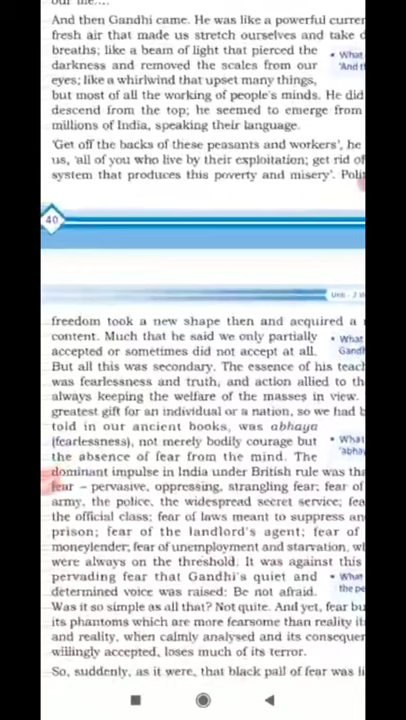 And then Gandhi came. He was like a powerful
fresh air that made us stretch ourselves and take
breaths; like a beam of light that pierced the
• What
darkness and removed the scales from our
eyes; like a whirlwind that upset many things,
but most of all the working of people's minds. He did
descend from the top; he seemed to emerge from
millions of India, speaking their language.
'Get off the backs of these peasants and workers', he
us, 'all of you who live by their exploitation; get rid of
system that produces this poverty and misery'.
40
Unit - 2
freedom took a new shape then and acquired a
content. Much that he said we only partially
• What
accepted or sometimes did not accept at all.
But all this was secondary. The essence of his
was fearlessness and truth, and action allied to
always keeping the welfare of the masses in view.
greatest gift for an individual or a nation, so we had
told in our ancient books, was abhaya
(fearlessness), not merely bodily courage but
• What
the absence of fear from the mind. The
dominant impulse in India under British rule was
fear – pervasive, oppressing, strangling fear; fear of
army, the police, the widespread secret service;
the official class; fear of laws meant to suppress
prison; fear of the landlord's agent; fear of
moneylender; fear of unemployment and starvation,
were always on the threshold. It was against this
pervading fear that Gandhi's quiet and
• What
determined voice was raised: Be not afraid.
the
Was it so simple as all that? Not quite. And yet, fear
its phantoms which are more fearsome than reality
and reality, when calmly analysed and its
willingly accepted, loses much of its terror.
So, suddenly, as it were, that black pall of fear was